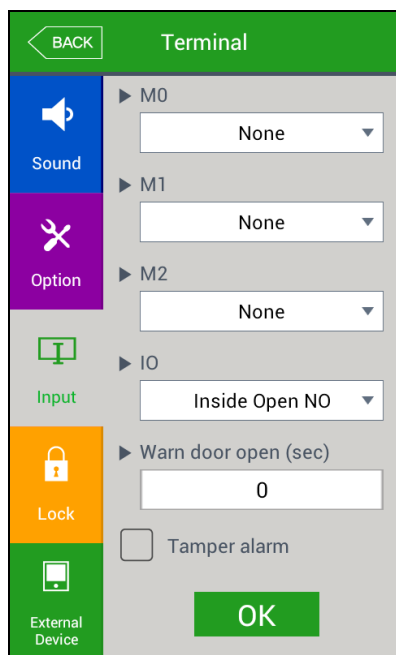 BACK
Terminal
Sound
Option
Input
Lock
External
Device
M0
None
M1
None
M2
None
IO
Inside Open NO
Warn door open (sec)
0
Tamper alarm
OK